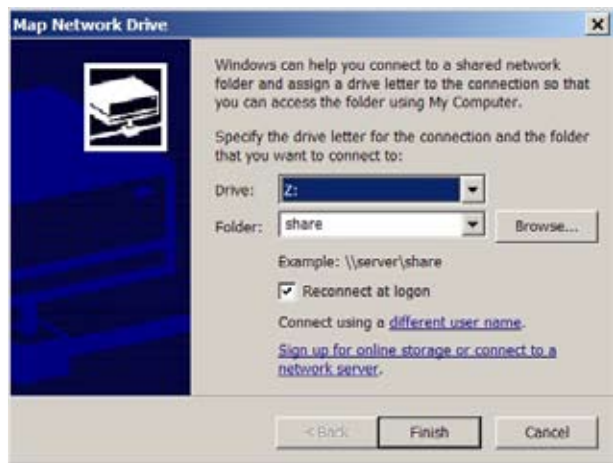 Map Network Drive
Windows can help you connect to a shared network
folder and assign a drive letter to the connection so that
you can access the folder using My Computer.
Specify the drive letter for the connection and the folder
that you want to connect to:
Drive: Z:
Folder: share Browse...
Example: \\server\share
Reconnect at logon
Connect using a different user name.
Sign up for online storage or connect to a
network server.
< Back Finish Cancel